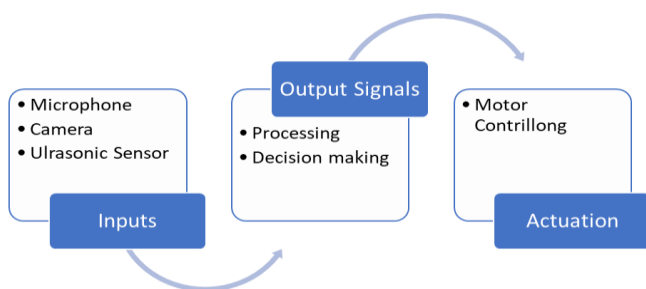 • Microphone
• Camera
• Ulrasonic Sensor
Inputs
Output Signals
• Processing
• Decision making
• Motor
Contrillong
Actuation